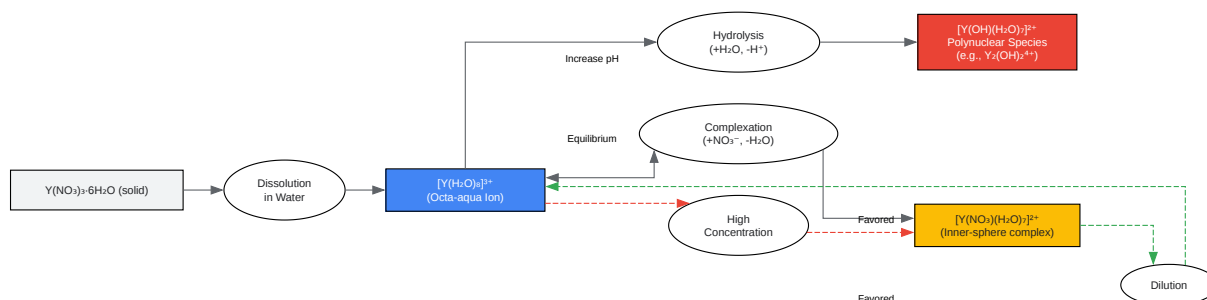 Hydrolysis
(+H₂O, -H⁺)
[Y(OH)(H₂O)₇]²⁺
Polynuclear Species
(e.g., Y₂(OH)₂⁴⁺)
Increase pH
Equilibrium
Complexation
(+NO₃⁻, -H₂O)
Y(NO₃)₃·6H₂O (solid)
Dissolution
in Water
[Y(H₂O)₈]³⁺
(Octa-aqua Ion)
High
Concentration
Favored
[Y(NO₃)(H₂O)₇]²⁺
(Inner-sphere complex)
Dilution
Favored